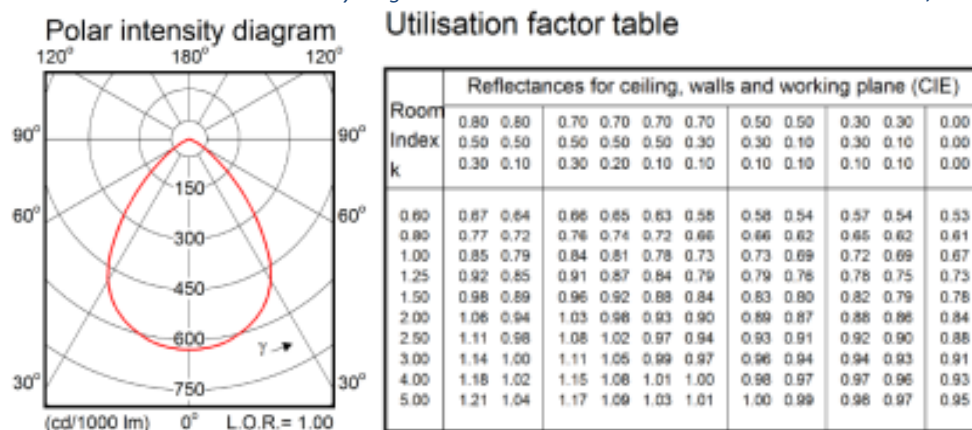 Polar intensity diagram
120° 180° 120°
90° 90°
150
60° 60°
300
450
600
γ
30° 30°
750
(cd/1000 lm) 0° L.O.R.= 1.00
Utilisation factor table
Reflectances for ceiling, walls and working plane (CIE)
Room
Index
k
0.80 0.80 0.70 0.70 0.70 0.70 0.50 0.50 0.30 0.30 0.00
0.50 0.50 0.50 0.50 0.50 0.30 0.30 0.10 0.30 0.10 0.00
0.30 0.10 0.30 0.20 0.10 0.10 0.10 0.10 0.10 0.10 0.00
0.60 0.67 0.64 0.66 0.65 0.63 0.58 0.58 0.54 0.57 0.54 0.53
0.80 0.77 0.72 0.76 0.74 0.72 0.66 0.66 0.62 0.65 0.62 0.61
1.00 0.85 0.79 0.84 0.81 0.78 0.73 0.73 0.69 0.72 0.69 0.67
1.25 0.92 0.85 0.91 0.87 0.84 0.79 0.79 0.76 0.78 0.75 0.73
1.50 0.98 0.89 0.96 0.92 0.88 0.84 0.83 0.80 0.82 0.79 0.78
2.00 1.06 0.94 1.03 0.98 0.93 0.90 0.89 0.87 0.88 0.86 0.84
2.50 1.11 0.98 1.08 1.02 0.97 0.94 0.93 0.91 0.92 0.90 0.88
3.00 1.14 1.00 1.11 1.05 0.99 0.97 0.96 0.94 0.94 0.93 0.91
4.00 1.18 1.02 1.15 1.08 1.01 1.00 0.98 0.97 0.97 0.96 0.93
5.00 1.21 1.04 1.17 1.09 1.03 1.01 1.00 0.99 0.98 0.97 0.95